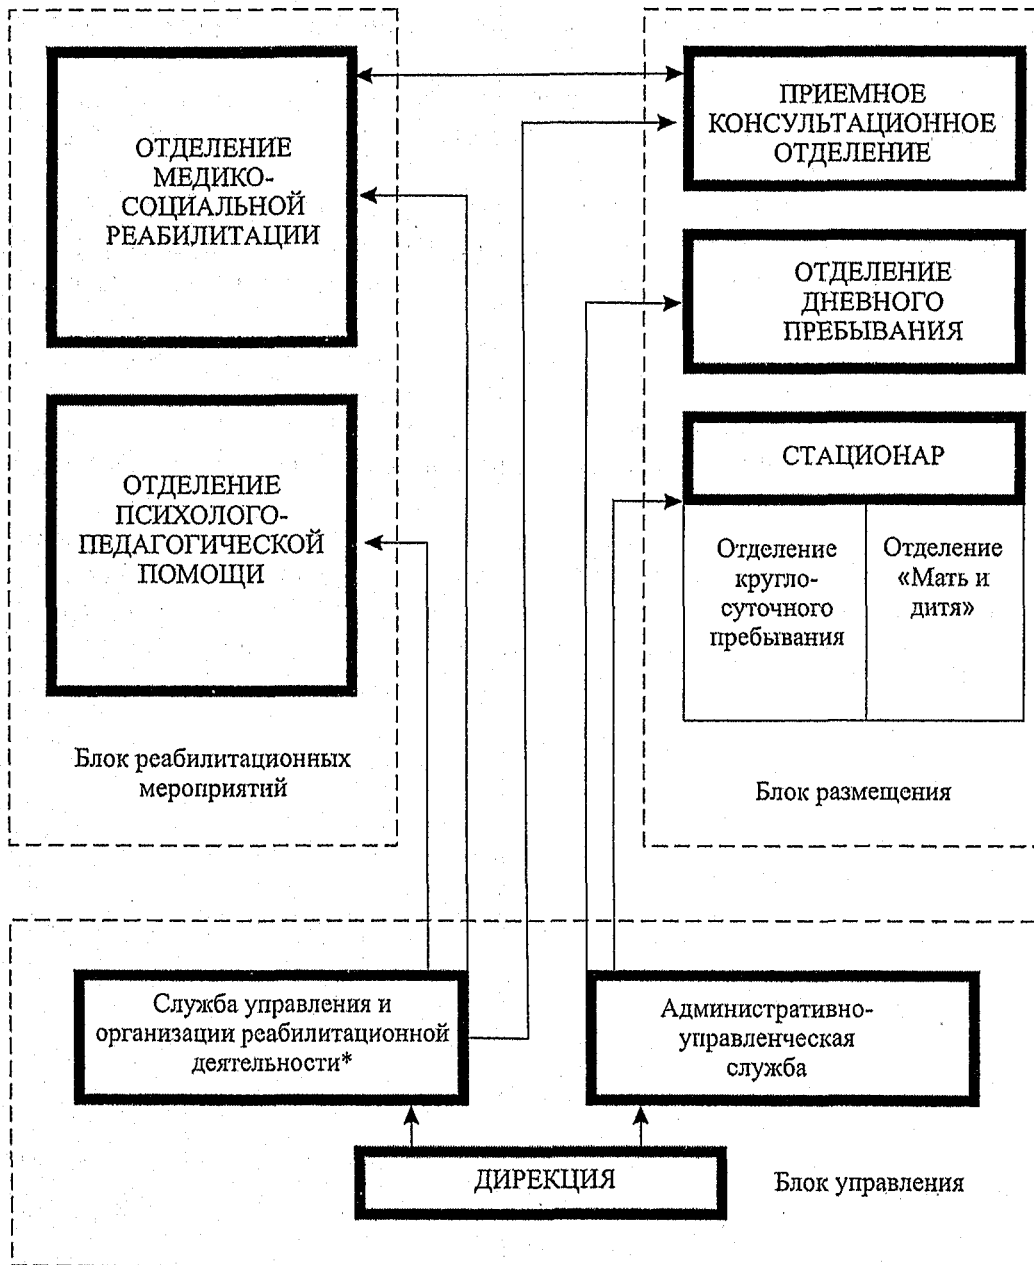 ОТДЕЛЕНИЕ
МЕДИКО-
СОЦИАЛЬНОЙ
РЕАБИЛИТАЦИИ
ОТДЕЛЕНИЕ
ПСИХОЛОГО-
ПЕДАГОГИЧЕСКОЙ
ПОМОЩИ
Блок реабилитационных
мероприятий
ПРИЕМНОЕ
КОНСУЛЬТАЦИОННОЕ
ОТДЕЛЕНИЕ
ОТДЕЛЕНИЕ
ДНЕВНОГО
ПРЕБЫВАНИЯ
СТАЦИОНАР
Отделение
кругло-
суточного
пребывания
Отделение
«Мать и
дитя»
Блок размещения
Служба управления и
организации реабилитационной
деятельности*
Административно-
управленческая
служба
ДИРЕКЦИЯ
Блок управления